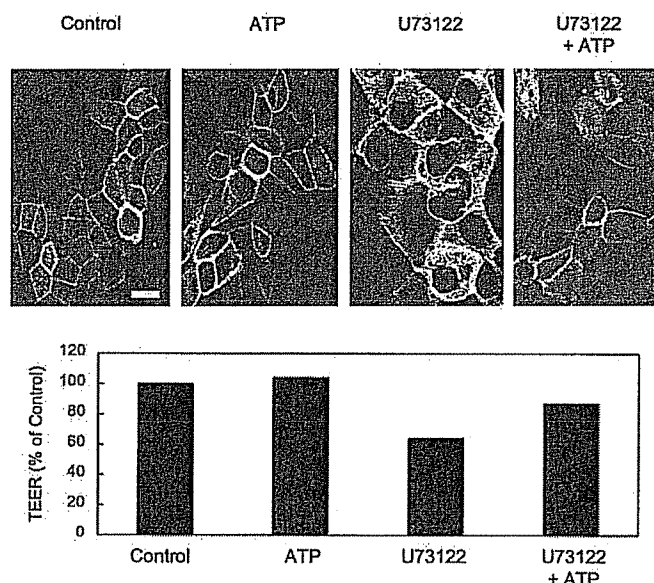 Control ATP U73122 U73122
+ ATP
120
100
80
60
40
20
0
TEER (% of Control)
Control ATP U73122 U73122
+ ATP